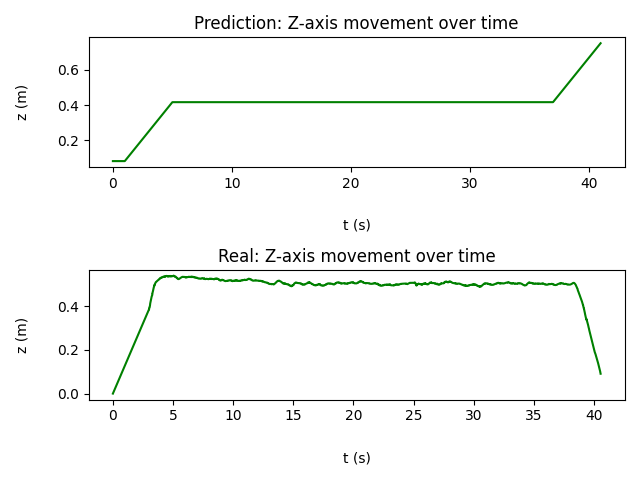 Prediction: Z-axis movement over time
0.6
0.4
0.2
z (m)
0 10 20 30 40
t (s)
Real: Z-axis movement over time
0.4
0.2
0.0
z (m)
0 5 10 15 20 25 30 35 40
t (s)